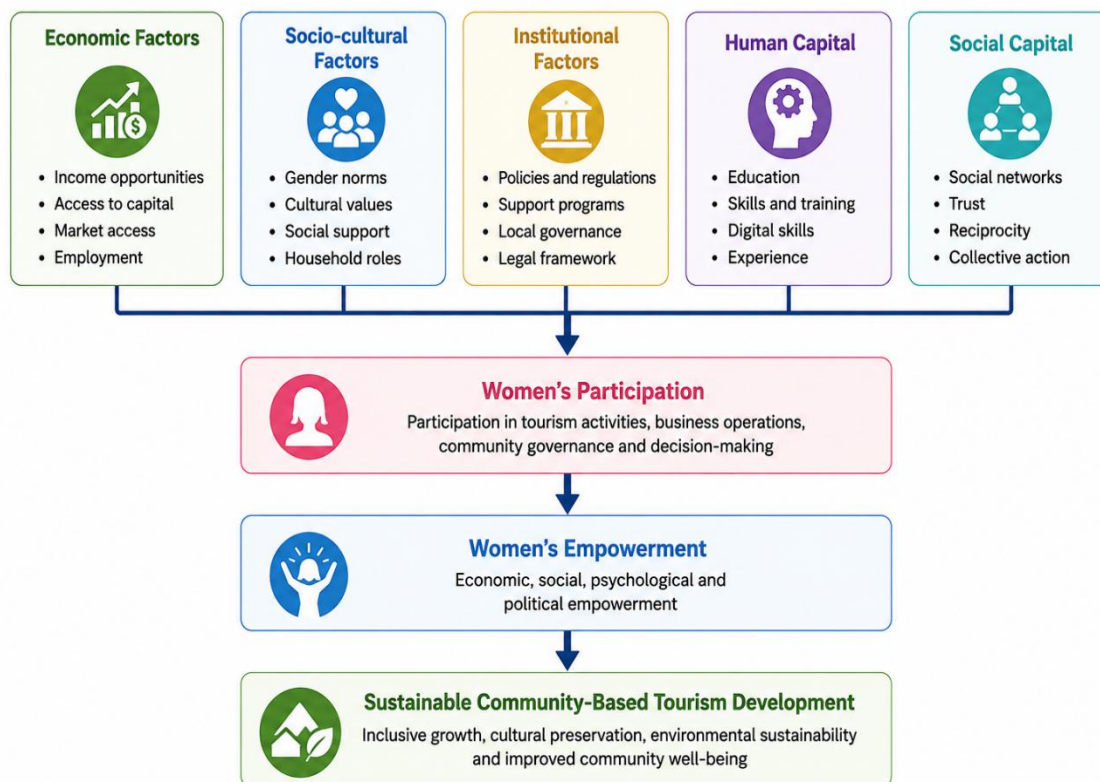 Economic Factors
• Income opportunities
• Access to capital
• Market access
• Employment
Socio-cultural
Factors
• Gender norms
• Cultural values
• Social support
• Household roles
Institutional
Factors
• Policies and regulations
• Support programs
• Local governance
• Legal framework
Human Capital
• Education
• Skills and training
• Digital skills
• Experience
Social Capital
• Social networks
• Trust
• Reciprocity
• Collective action
Women's Participation
Participation in tourism activities, business operations,
community governance and decision-making
Women's Empowerment
Economic, social, psychological and
political empowerment
Sustainable Community-Based Tourism Development
Inclusive growth, cultural preservation, environmental sustainability
and improved community well-being